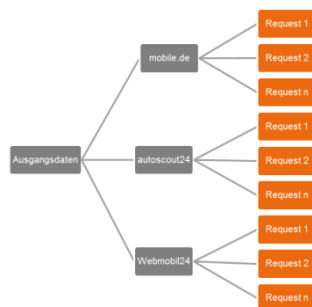 Ausgangsdaten
mobile.de
Request 1
Request 2
Request n
autoscout24
Request 1
Request 2
Request n
Webmobil24
Request 1
Request 2
Request n